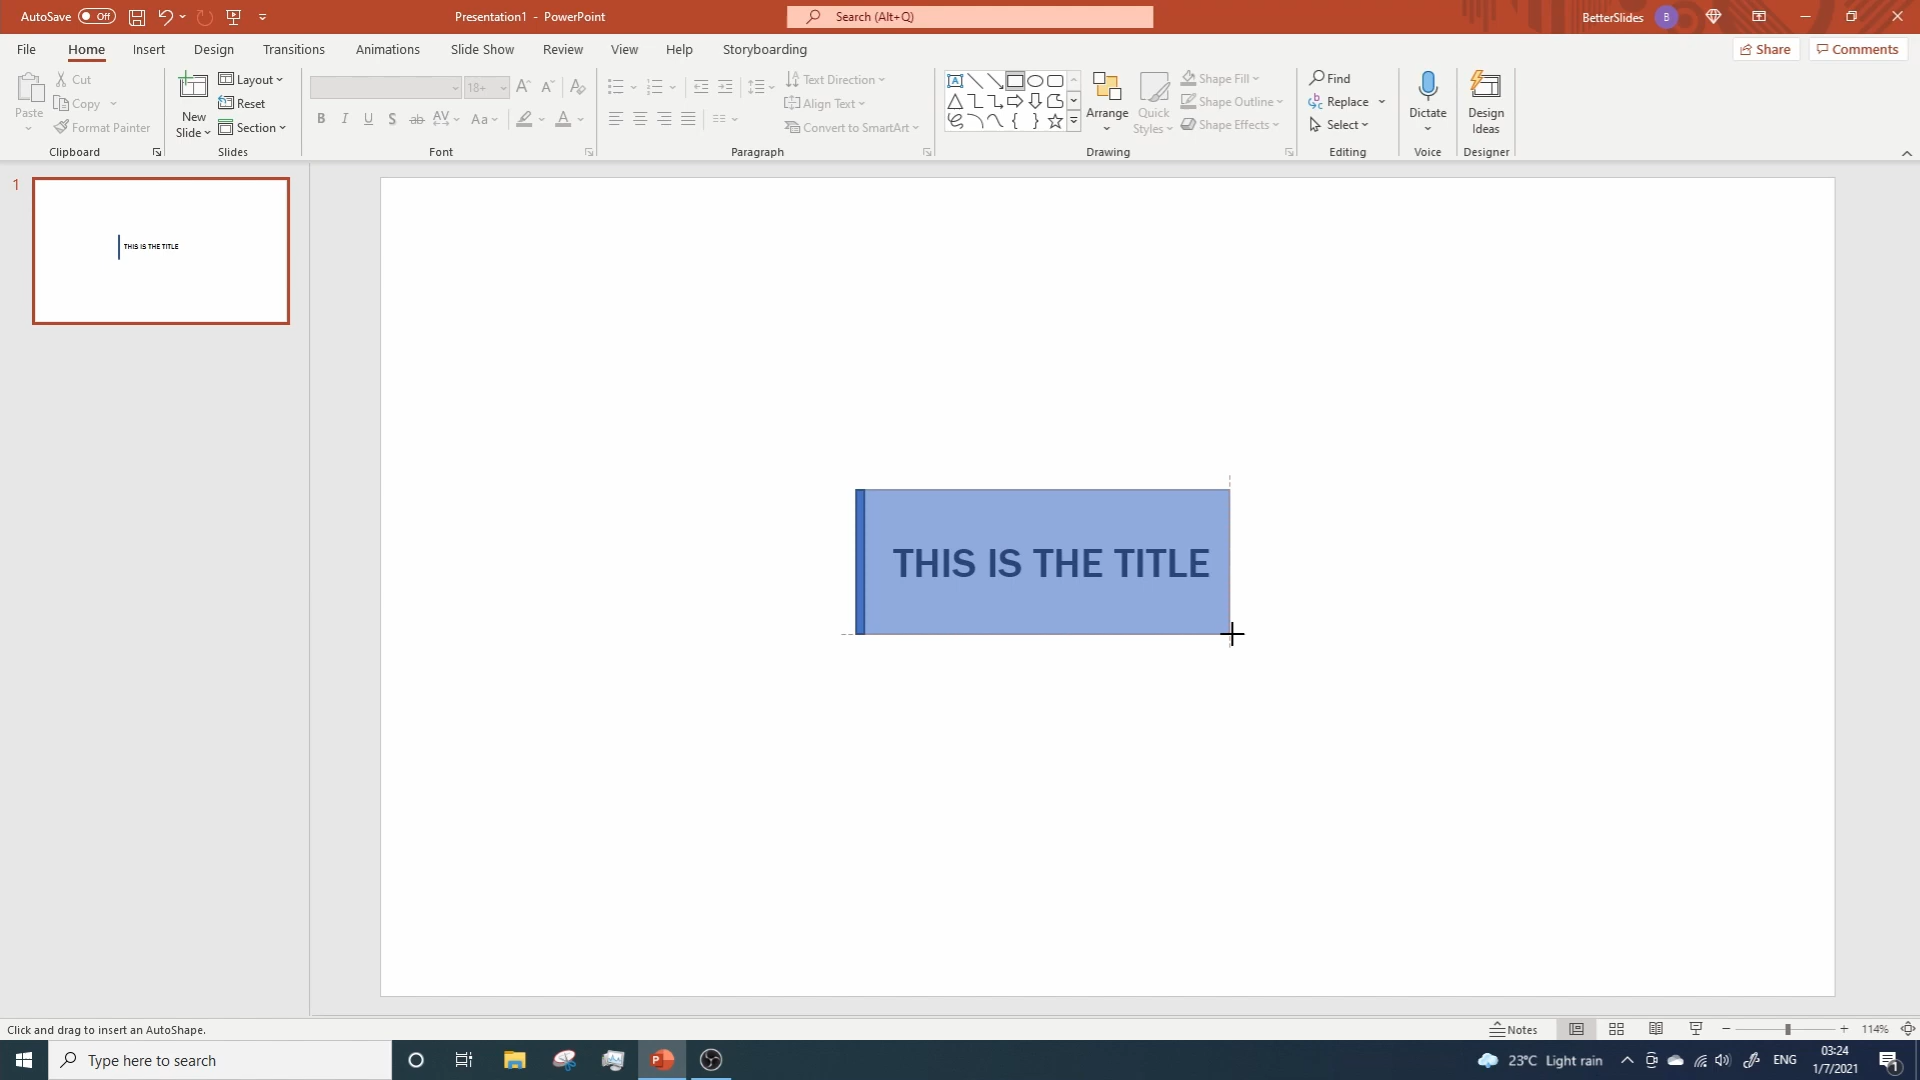 AutoSave Off Presentation1 - PowerPoint Search (Alt+Q) BetterSlides B
File Home Insert Design Transitions Animations Slide Show Review View Help Storyboarding Share Comments
Paste Cut Copy Format Painter Clipboard
New Slide Layout Reset Section Slides
18+ B I U S ab AV Aa A Font
Text Direction Align Text Convert to SmartArt Paragraph
Arrange Quick Styles Shape Fill Shape Outline Shape Effects Drawing
Find Replace Select Editing
Dictate Voice
Design Ideas Designer
1
THIS IS THE TITLE
THIS IS THE TITLE
Click and drag to insert an AutoShape. Notes 114%
Type here to search 23°C Light rain ENG 03:24
1/7/2021 1